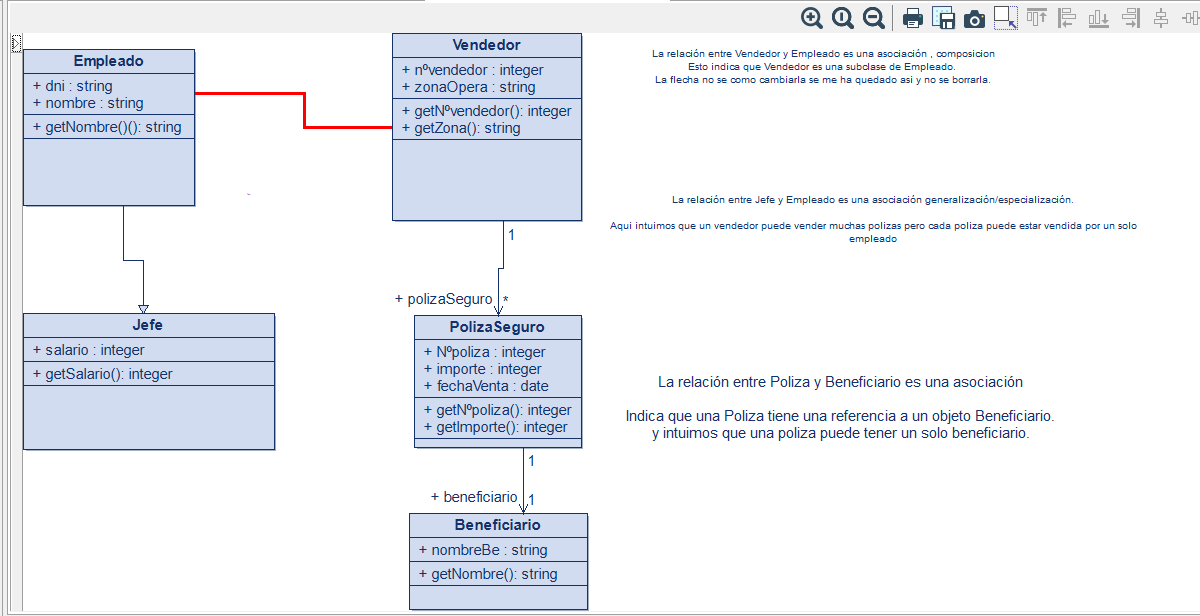 Empleado
+ dni : string
+ nombre : string
+ getNombre()(): string
Vendedor
+ nºvendedor : integer
+ zonaOpera : string
+ getNºvendedor(): integer
+ getZona(): string
La relación entre Vendedor y Empleado es una asociación , composicion
Esto indica que Vendedor es una subclase de Empleado.
La flecha no se como cambiarla se me ha quedado asi y no se borrarla.
La relación entre Jefe y Empleado es una asociación generalización/especialización.
Aqui intuimos que un vendedor puede vender muchas polizas pero cada poliza puede estar vendida por un solo
empleado
1
+ polizaSeguro
*
Jefe
+ salario : integer
+ getSalario(): integer
PolizaSeguro
+ Nºpoliza : integer
+ importe : integer
+ fechaVenta : date
+ getNºpoliza(): integer
+ getImporte(): integer
La relación entre Poliza y Beneficiario es una asociación
Indica que una Poliza tiene una referencia a un objeto Beneficiario.
y intuimos que una poliza puede tener un solo beneficiario.
1
+ beneficiario
1
Beneficiario
+ nombreBe : string
+ getNombre(): string